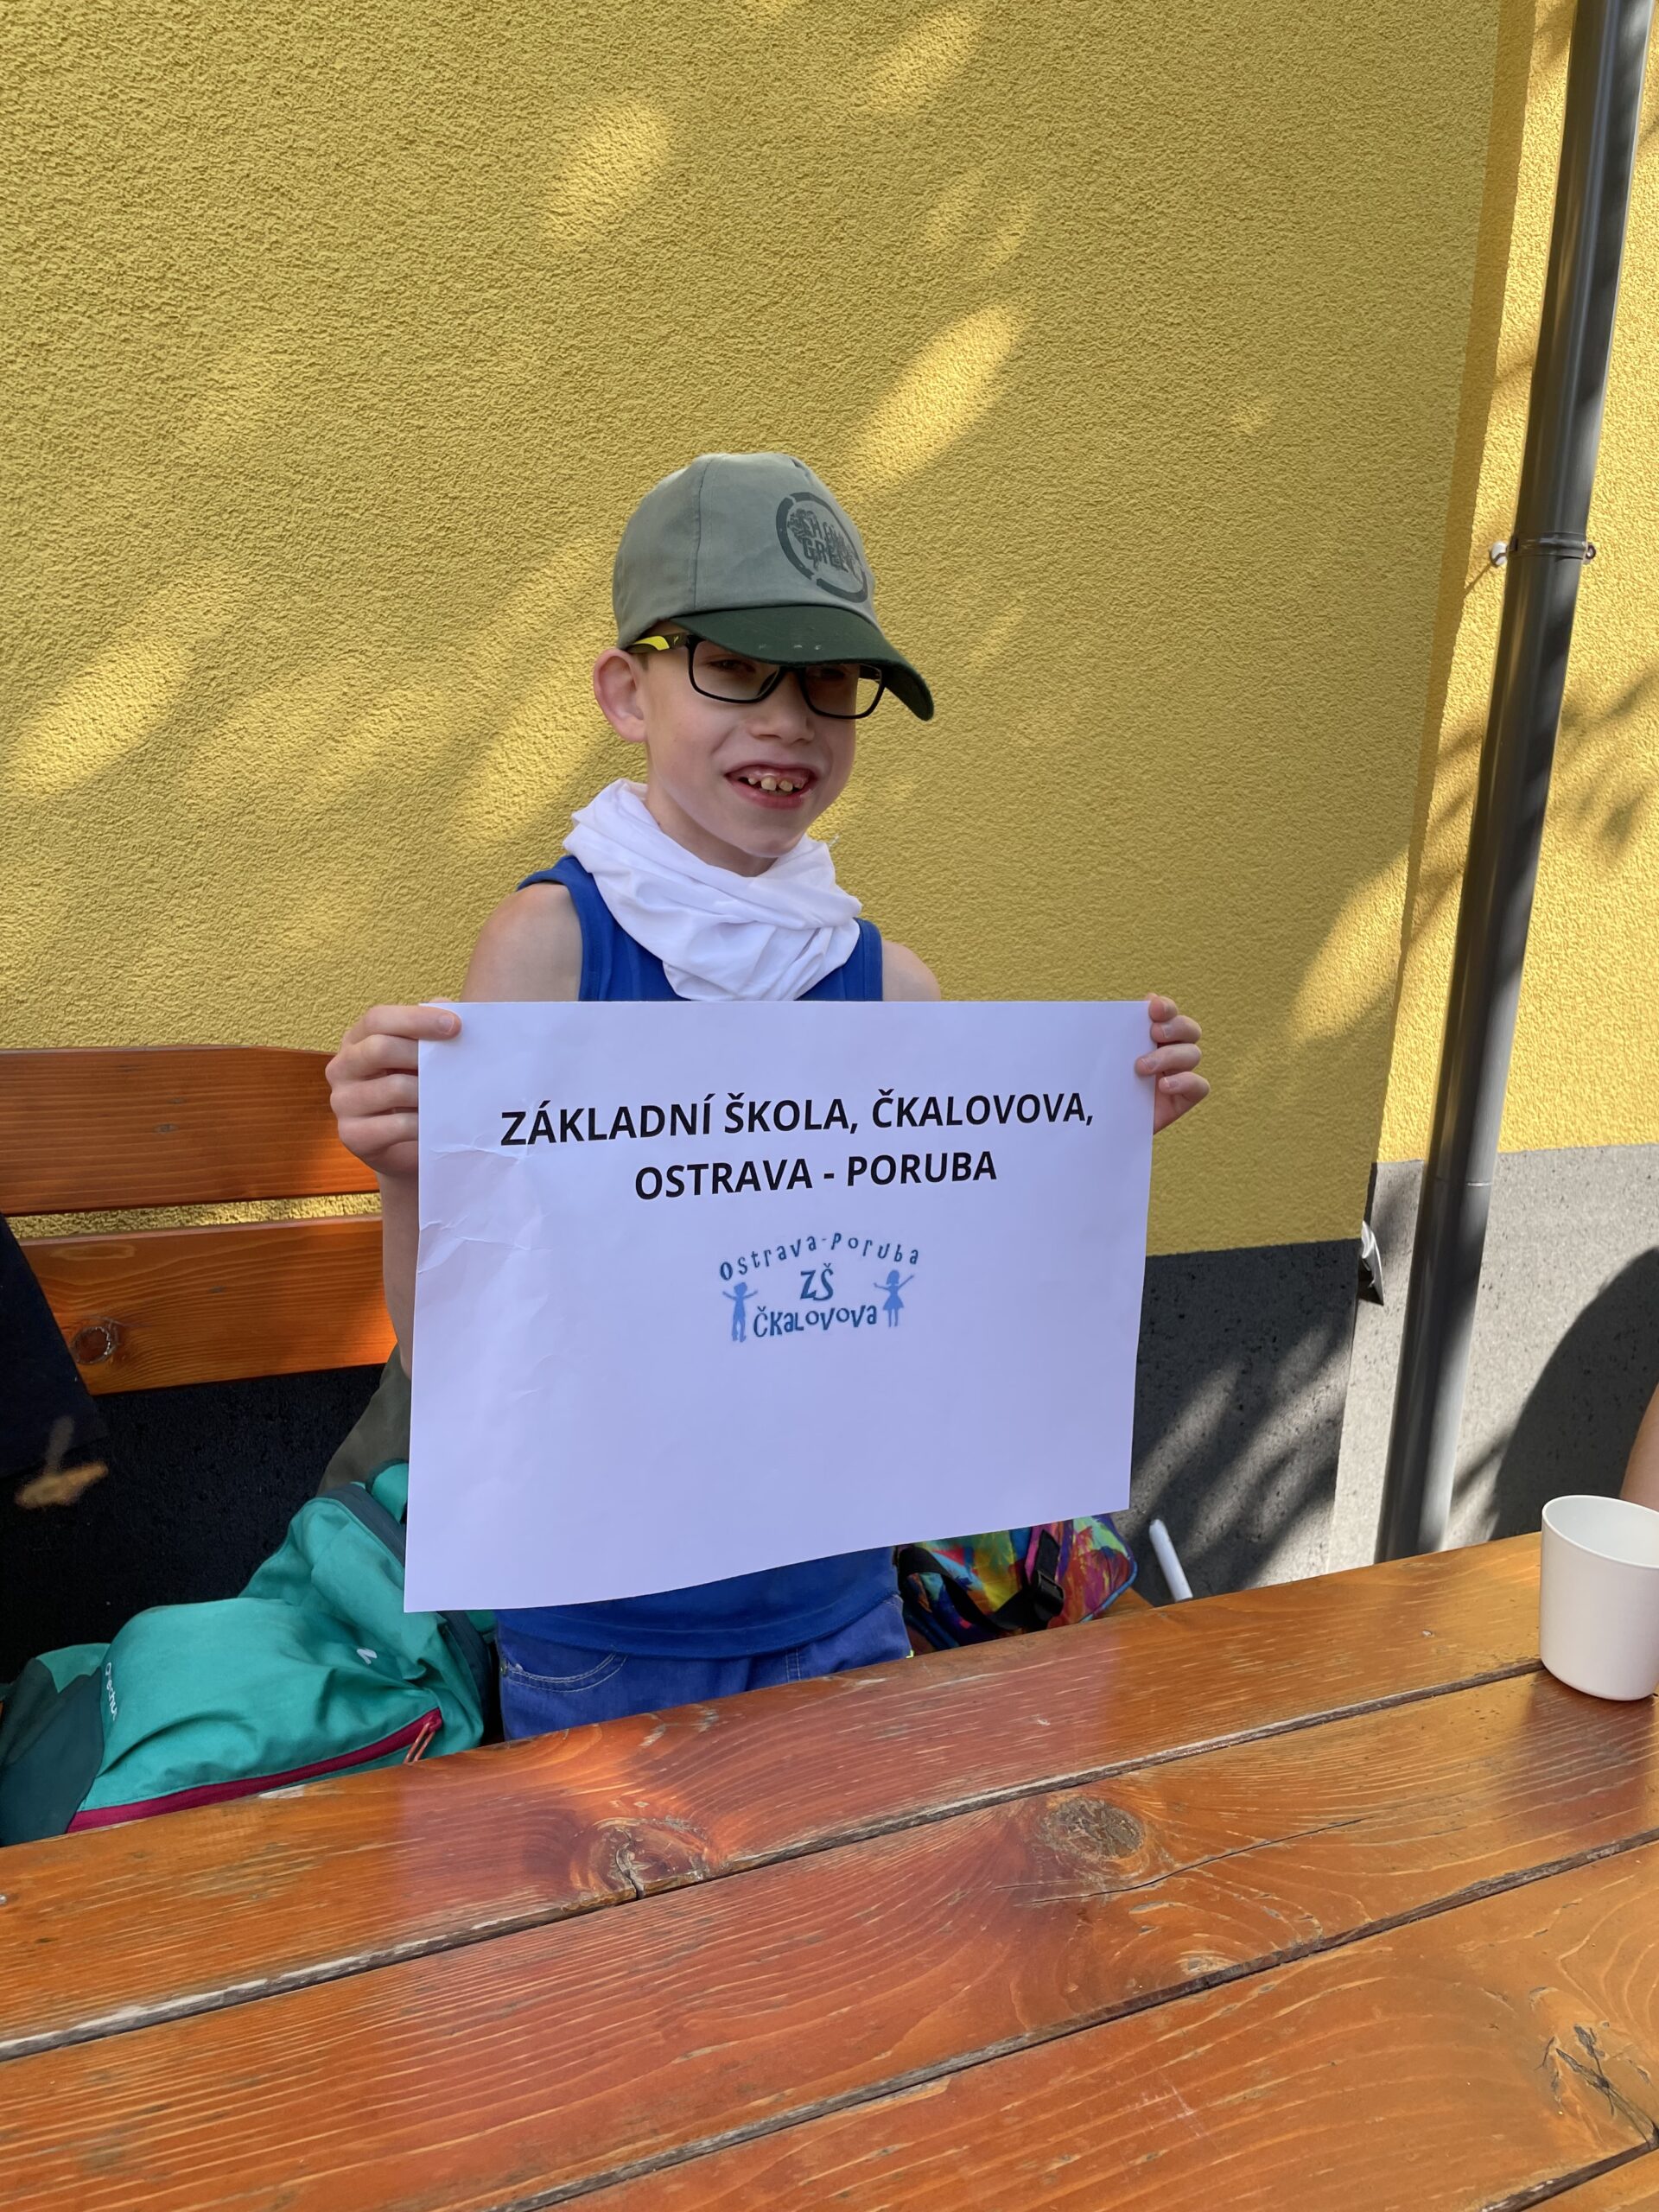 ZÁKLADNÍ ŠKOLA, ČKALOVOVA,
OSTRAVA - PORUBA
Ostrava-Poruba
ZŠ
Čkalovova